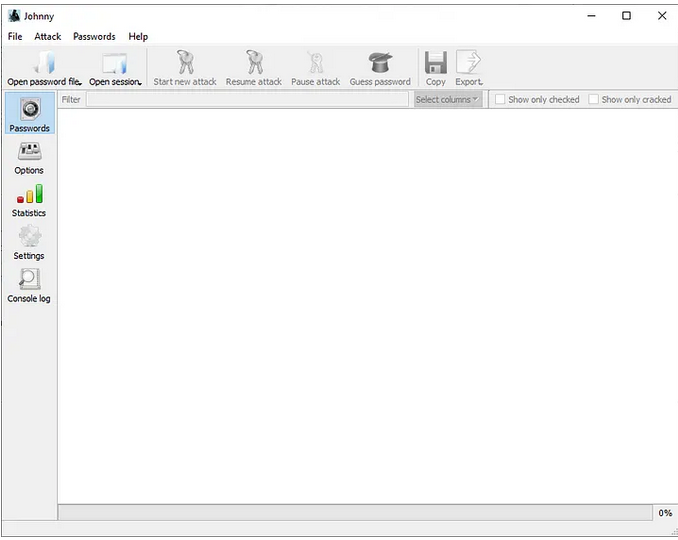 Johnny
File Attack Passwords Help
Open password file Open session Start new attack Resume attack Pause attack Guess password Copy Export
Filter Select columns Show only checked Show only cracked
Passwords
Options
Statistics
Settings
Console log
0%